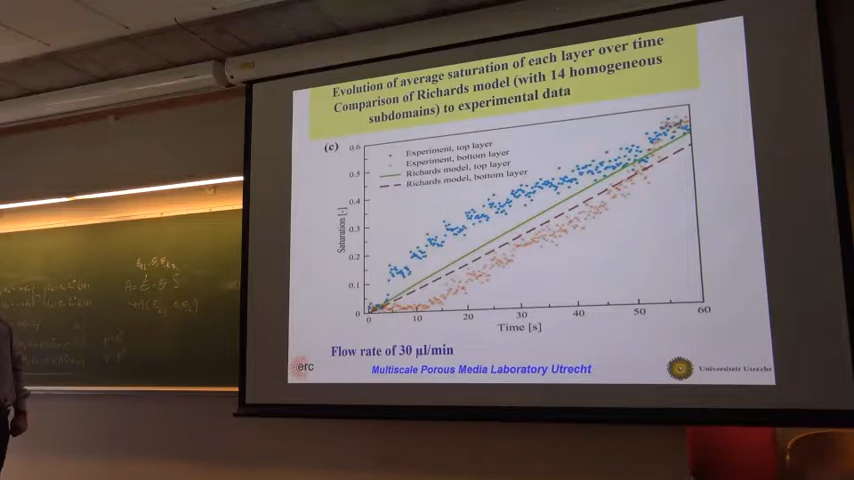 Evolution of average saturation of each layer over time
Comparison of Richards model (with 14 homogeneous
subdomains) to experimental data
(c)
Experiment, top layer
Experiment, bottom layer
Richards model, top layer
Richards model, bottom layer
Saturation [-]
0.6
0.5
0.4
0.3
0.2
0.1
0
0 10 20 30 40 50 60
Time [s]
Flow rate of 30 µl/min
erc
Multiscale Porous Media Laboratory Utrecht
Universiteit Utrecht